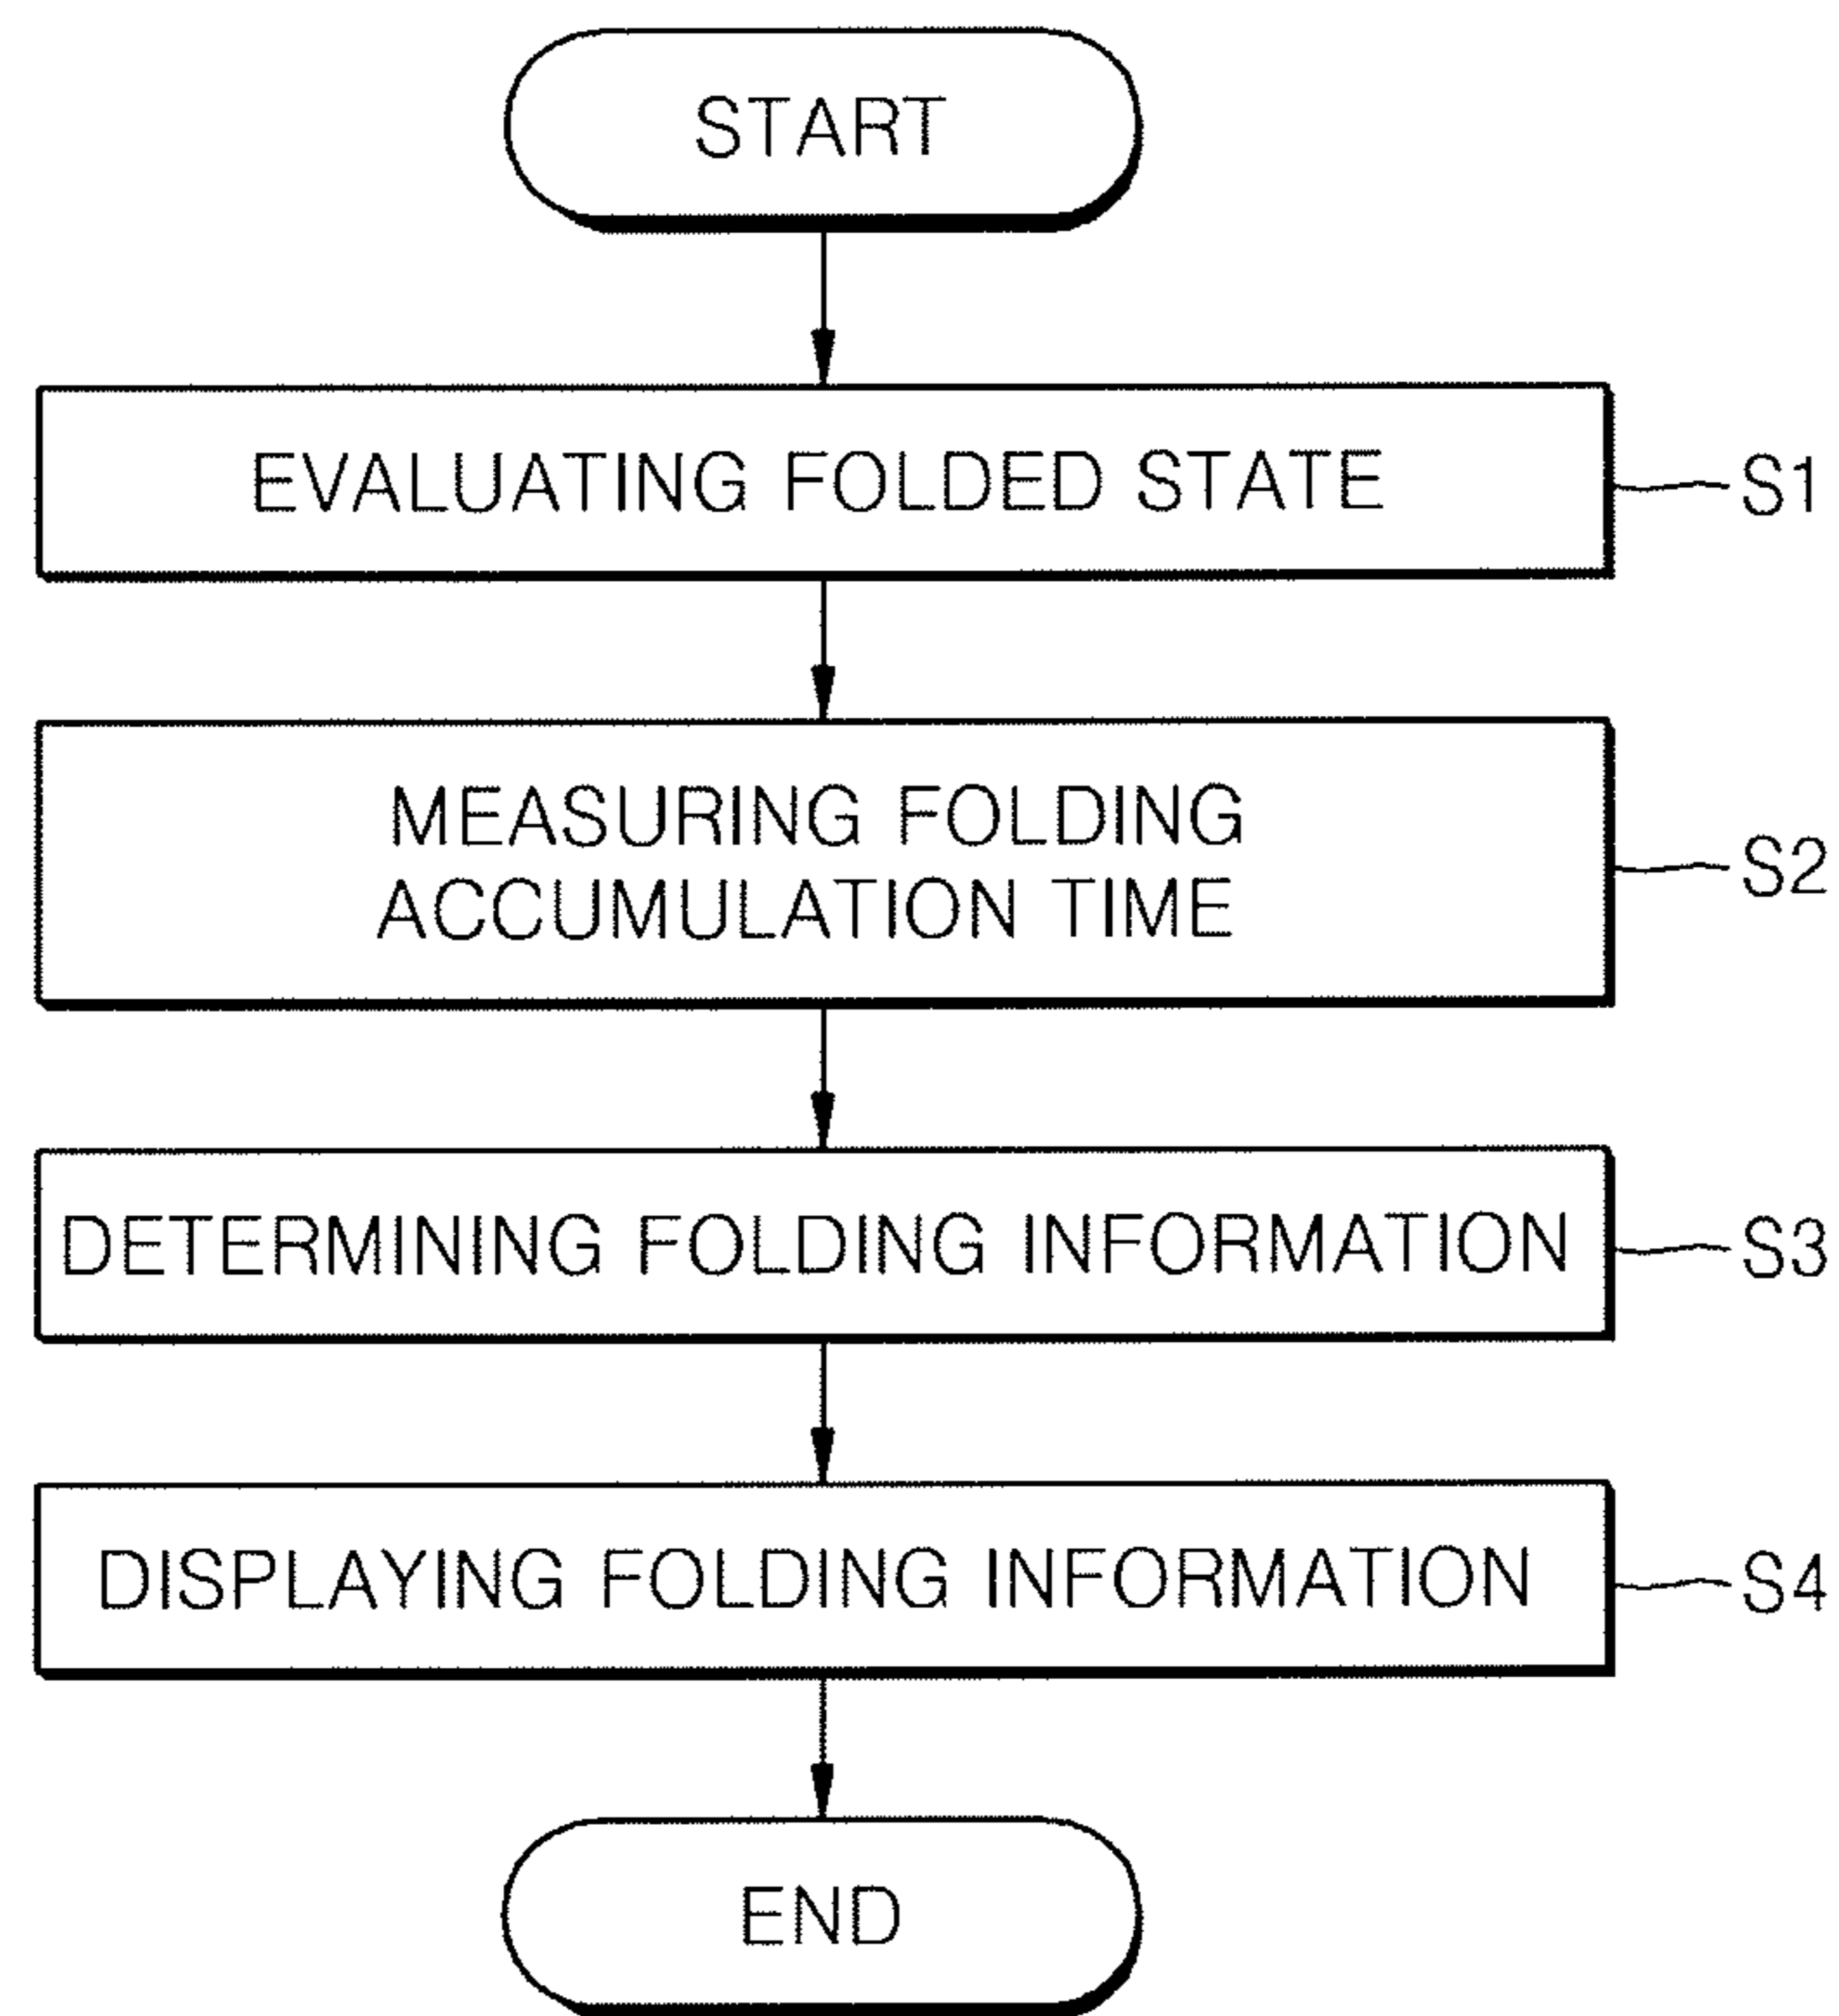 START
EVALUATING FOLDED STATE
S1
MEASURING FOLDING
ACCUMULATION TIME
S2
DETERMINING FOLDING INFORMATION
S3
DISPLAYING FOLDING INFORMATION
S4
END